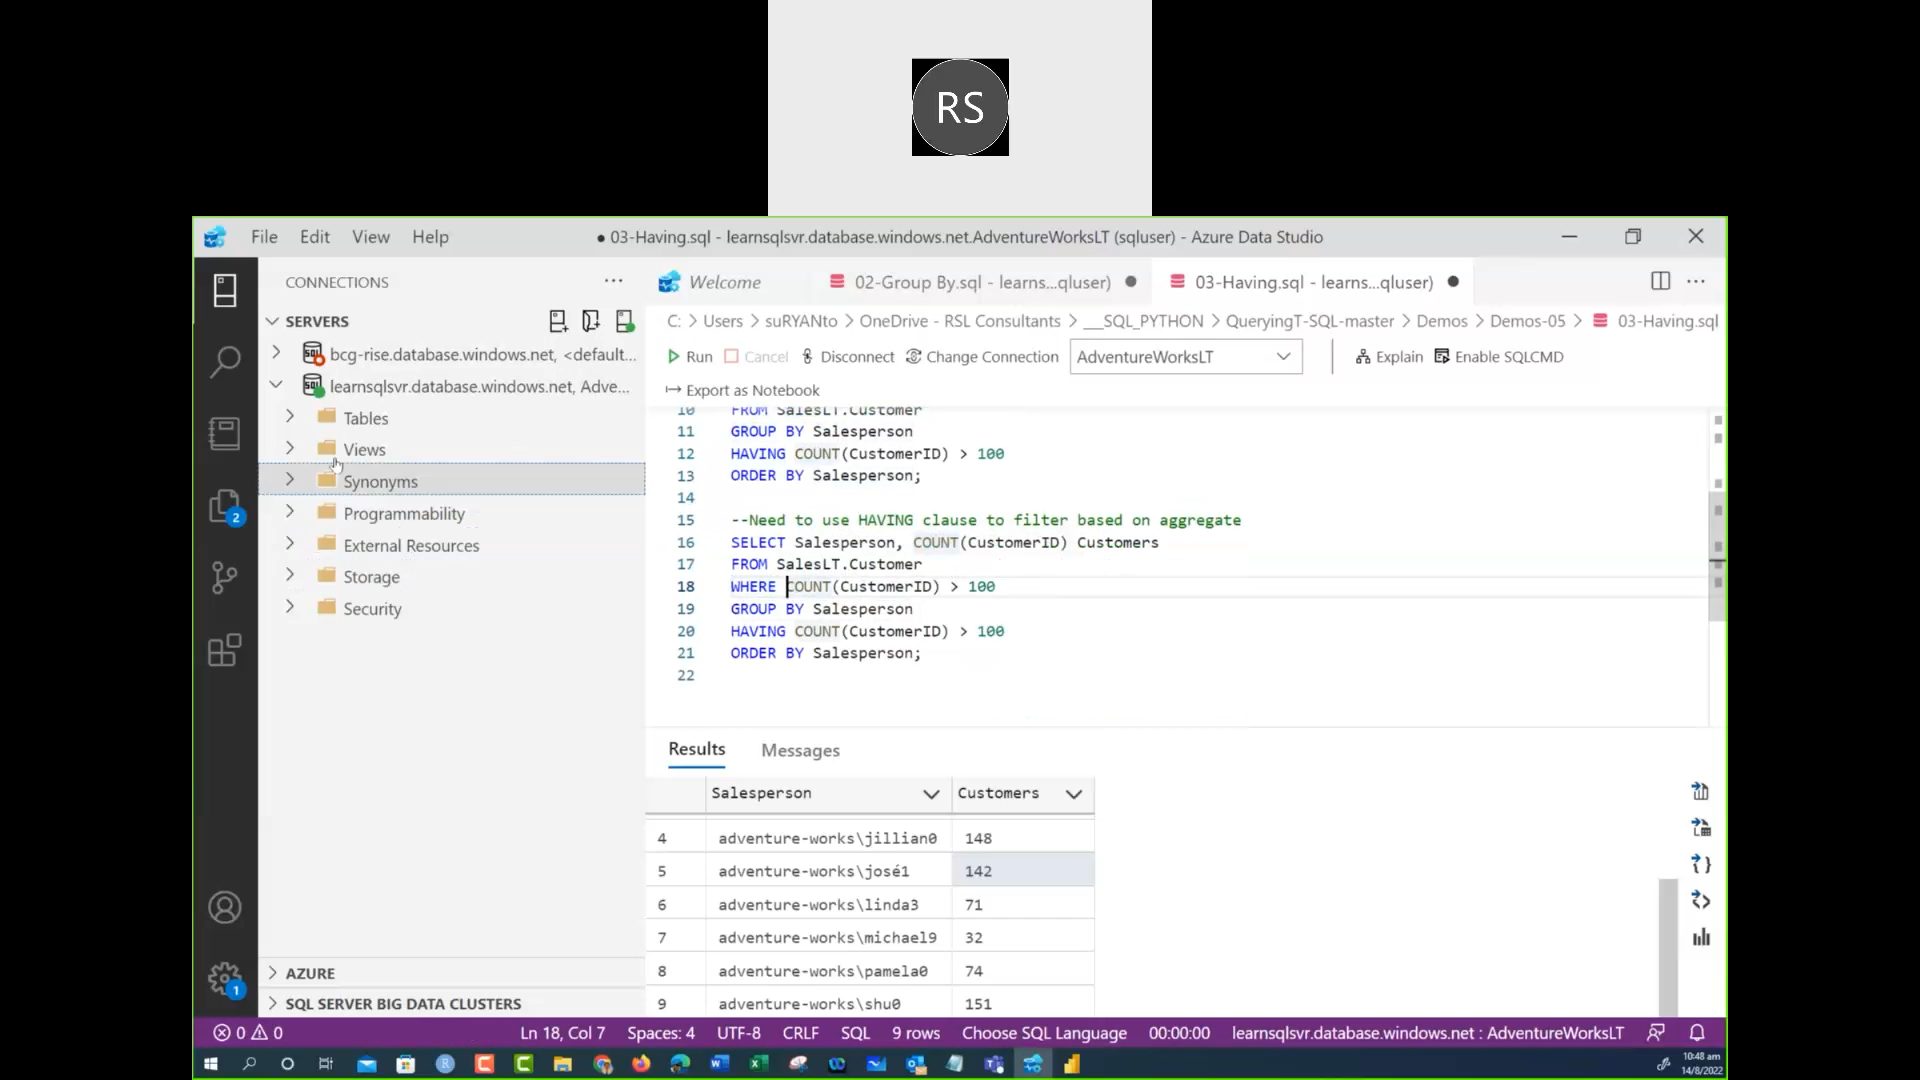 RS
File Edit View Help
● 03-Having.sql - learnsqlsvr.database.windows.net.AdventureWorksLT (sqluser) - Azure Data Studio
CONNECTIONS
Welcome
02-Group By.sql - learns...qluser)
03-Having.sql - learns...qluser)
SERVERS
C: > Users > suRYANto > OneDrive - RSL Consultants > __SQL_PYTHON > QueryingT-SQL-master > Demos > Demos-05 > 03-Having.sql
bcg-rise.database.windows.net, <default...
Run Cancel Disconnect Change Connection AdventureWorksLT Explain Enable SQLCMD
learnsqlsvr.database.windows.net, Adve...
Export as Notebook
Tables
Views
Synonyms
Programmability
External Resources
Storage
Security
10 FROM SalesLT.Customer
11 GROUP BY Salesperson
12 HAVING COUNT(CustomerID) > 100
13 ORDER BY Salesperson;
14
15 --Need to use HAVING clause to filter based on aggregate
16 SELECT Salesperson, COUNT(CustomerID) Customers
17 FROM SalesLT.Customer
18 WHERE COUNT(CustomerID) > 100
19 GROUP BY Salesperson
20 HAVING COUNT(CustomerID) > 100
21 ORDER BY Salesperson;
22
Results Messages
Salesperson Customers
4 adventure-works\jillian0 148
5 adventure-works\josé1 142
6 adventure-works\linda3 71
7 adventure-works\michael9 32
8 adventure-works\pamela0 74
9 adventure-works\shu0 151
AZURE
SQL SERVER BIG DATA CLUSTERS
2
1
0 0 Ln 18, Col 7 Spaces: 4 UTF-8 CRLF SQL 9 rows Choose SQL Language 00:00:00 learnsqlsvr.database.windows.net : AdventureWorksLT
10:48 am
14/8/2022